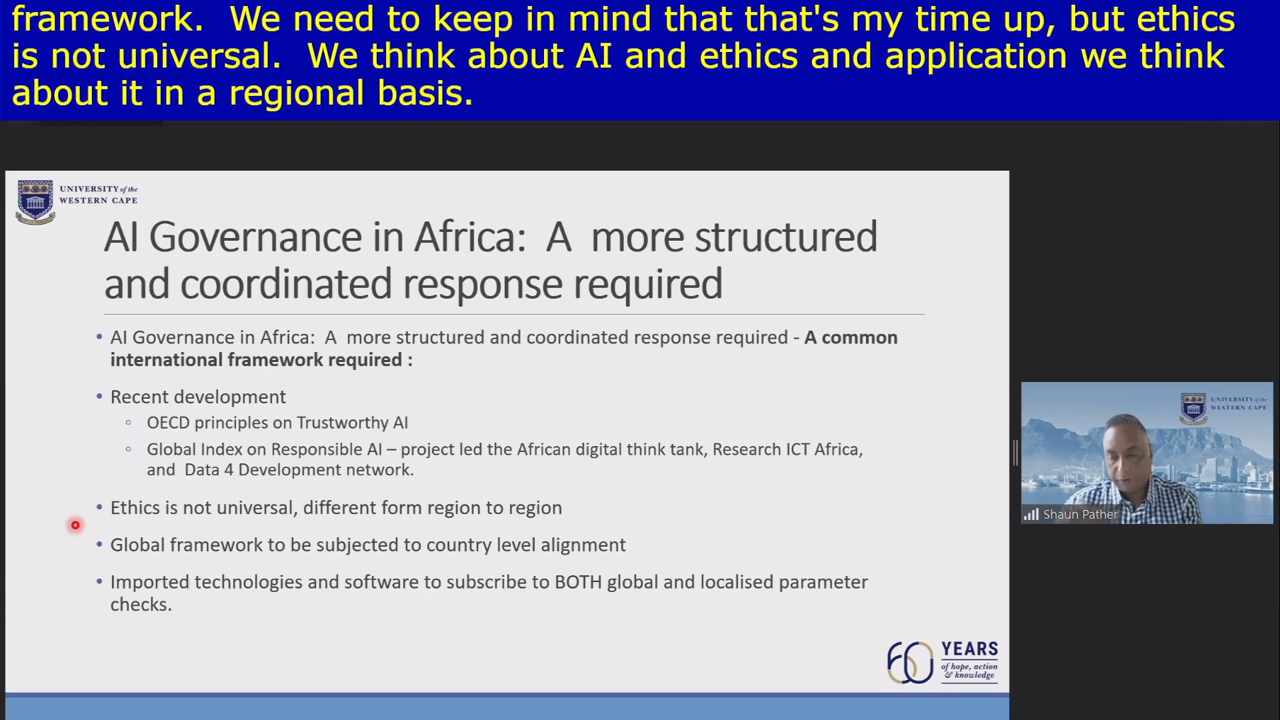 framework. We need to keep in mind that that's my time up, but ethics
is not universal. We think about AI and ethics and application we think
about it in a regional basis.
UNIVERSITY of the
WESTERN CAPE
AI Governance in Africa: A more structured
and coordinated response required
• AI Governance in Africa: A more structured and coordinated response required - A common
international framework required :
• Recent development
◦ OECD principles on Trustworthy AI
◦ Global Index on Responsible AI – project led the African digital think tank, Research ICT Africa,
and Data 4 Development network.
• Ethics is not universal, different form region to region
• Global framework to be subjected to country level alignment
• Imported technologies and software to subscribe to BOTH global and localised parameter
checks.
60 YEARS
of hope, action
& knowledge
UNIVERSITY of the
WESTERN CAPE
Shaun Pather